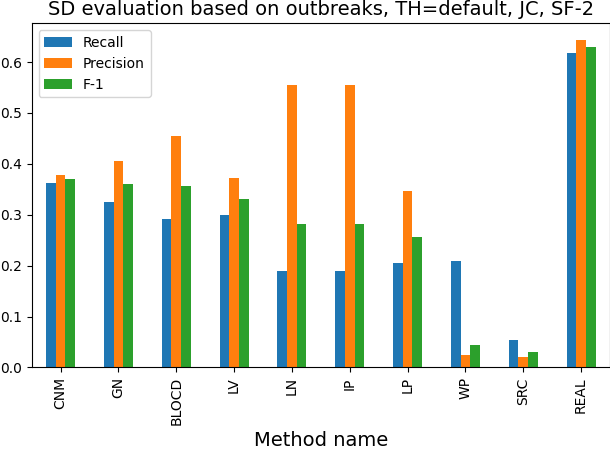 SD evaluation based on outbreaks, TH=default, JC, SF-2
Recall
Precision
F-1
0.6
0.5
0.4
0.3
0.2
0.1
0.0
CNM
GN
BLOCD
LV
LN
IP
LP
WP
SRC
REAL
Method name